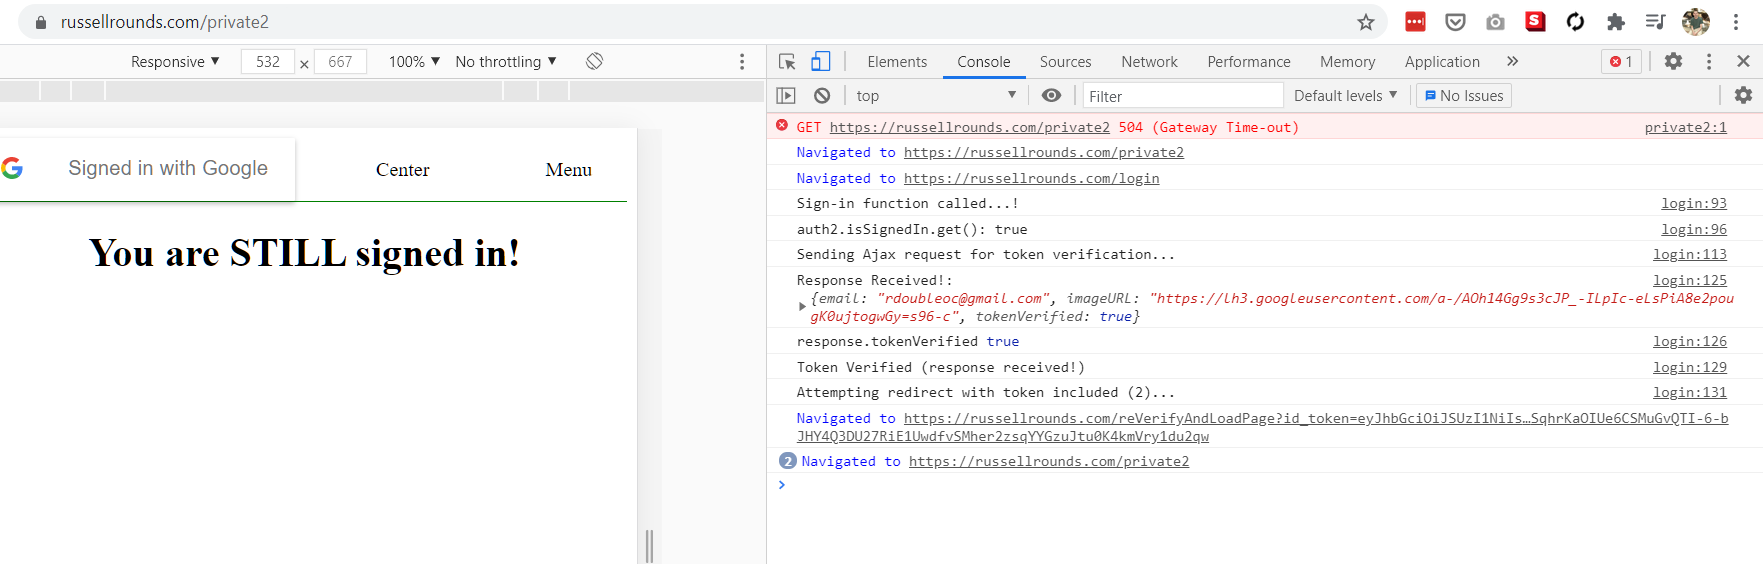 russellrounds.com/private2
Responsive ▼ 532 × 667 100% ▼ No throttling ▼
Elements Console Sources Network Performance Memory Application » 1
top ▼ Filter Default levels ▼ No Issues
Signed in with Google Center Menu
You are STILL signed in!
GET https://russellrounds.com/private2 504 (Gateway Time-out) private2:1
Navigated to https://russellrounds.com/private2
Navigated to https://russellrounds.com/login
Sign-in function called...! login:93
auth2.isSignedIn.get(): true login:96
Sending Ajax request for token verification... login:113
Response Received!: login:125
{email: "rdoubleoc@gmail.com", imageURL: "https://lh3.googleusercontent.com/a-/AOh14Gg9s3cJP_-ILpIc-eLsPiA8e2pou
gK0ujtogwGy=s96-c", tokenVerified: true}
response.tokenVerified true login:126
Token Verified (response received!) login:129
Attempting redirect with token included (2)... login:131
Navigated to https://russellrounds.com/reVerifyAndLoadPage?id_token=eyJhbGciOiJSUzI1NiIs…SqhrKaOIUe6CSMuGvQTI-6-b
JHY4Q3DU27RiE1UwdfvSMher2zsqYYGzuJtu0K4kmVry1du2qw
2 Navigated to https://russellrounds.com/private2